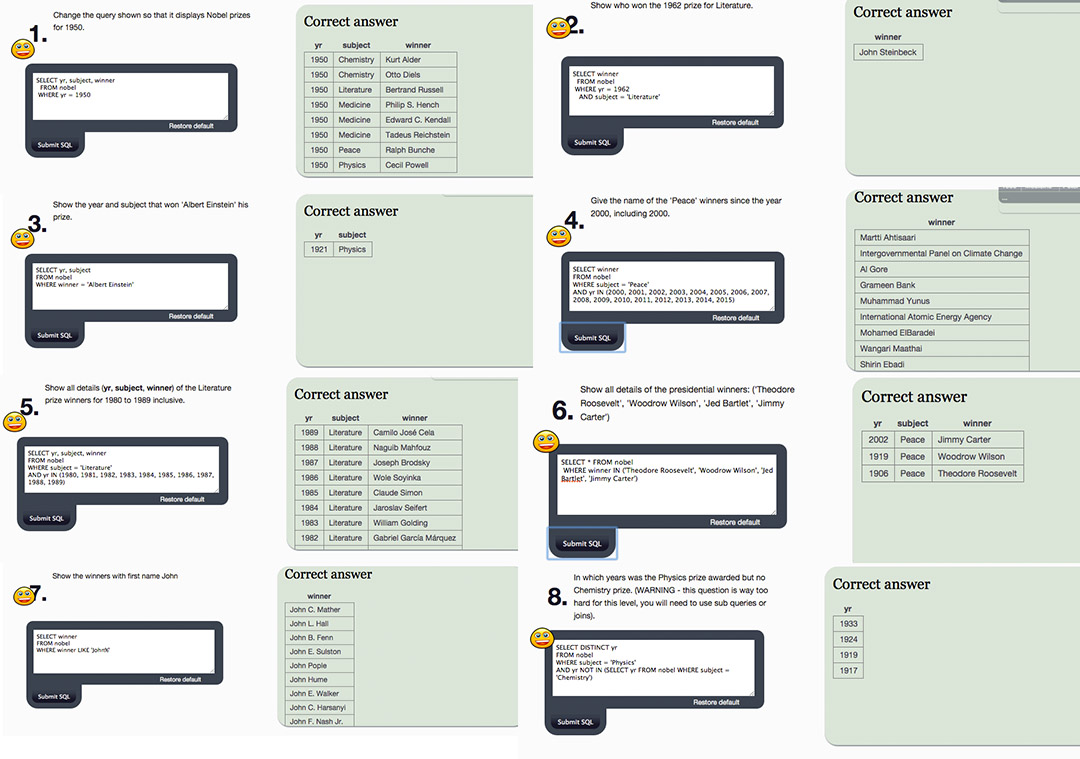 Change the query shown so that it displays Nobel prizes
for 1950.
1.
SELECT yr, subject, winner
FROM nobel
WHERE yr = 1950
Restore default
Submit SQL
Correct answer
yr subject winner
1950 Chemistry Kurt Alder
1950 Chemistry Otto Diels
1950 Literature Bertrand Russell
1950 Medicine Philip S. Hench
1950 Medicine Edward C. Kendall
1950 Medicine Tadeus Reichstein
1950 Peace Ralph Bunche
1950 Physics Cecil Powell
Show who won the 1962 prize for Literature.
2.
SELECT winner
FROM nobel
WHERE yr = 1962
AND subject = 'Literature'
Restore default
Submit SQL
Correct answer
winner
John Steinbeck
Show the year and subject that won 'Albert Einstein' his
prize.
3.
SELECT yr, subject
FROM nobel
WHERE winner = 'Albert Einstein'
Restore default
Submit SQL
Correct answer
yr subject
1921 Physics
Give the name of the 'Peace' winners since the year
2000, including 2000.
4.
SELECT winner
FROM nobel
WHERE subject = 'Peace'
AND yr IN (2000, 2001, 2002, 2003, 2004, 2005, 2006, 2007,
2008, 2009, 2010, 2011, 2012, 2013, 2014, 2015)
Restore default
Submit SQL
Correct answer
winner
Martti Ahtisaari
Intergovernmental Panel on Climate Change
Al Gore
Grameen Bank
Muhammad Yunus
International Atomic Energy Agency
Mohamed ElBaradei
Wangari Maathai
Shirin Ebadi
Show all details (yr, subject, winner) of the Literature
prize winners for 1980 to 1989 inclusive.
5.
SELECT yr, subject, winner
FROM nobel
WHERE subject = 'Literature'
AND yr IN (1980, 1981, 1982, 1983, 1984, 1985, 1986, 1987,
1988, 1989)
Restore default
Submit SQL
Correct answer
yr subject winner
1989 Literature Camilo José Cela
1988 Literature Naguib Mahfouz
1987 Literature Joseph Brodsky
1986 Literature Wole Soyinka
1985 Literature Claude Simon
1984 Literature Jaroslav Seifert
1983 Literature William Golding
1982 Literature Gabriel García Márquez
Show all details of the presidential winners: ('Theodore
Roosevelt', 'Woodrow Wilson', 'Jed Bartlet', 'Jimmy
Carter')
6.
SELECT * FROM nobel
WHERE winner IN ('Theodore Roosevelt', 'Woodrow Wilson', 'Jed
Bartlet', 'Jimmy Carter')
Restore default
Submit SQL
Correct answer
yr subject winner
2002 Peace Jimmy Carter
1919 Peace Woodrow Wilson
1906 Peace Theodore Roosevelt
Show the winners with first name John
7.
SELECT winner
FROM nobel
WHERE winner LIKE 'John%'
Restore default
Submit SQL
Correct answer
winner
John C. Mather
John L. Hall
John B. Fenn
John E. Sulston
John Pople
John Hume
John E. Walker
John C. Harsanyi
John F. Nash Jr.
In which years was the Physics prize awarded but no
Chemistry prize. (WARNING - this question is way too
hard for this level, you will need to use sub queries or
joins).
8.
SELECT DISTINCT yr
FROM nobel
WHERE subject = 'Physics'
AND yr NOT IN (SELECT yr FROM nobel WHERE subject =
'Chemistry')
Restore default
Submit SQL
Correct answer
yr
1933
1924
1919
1917